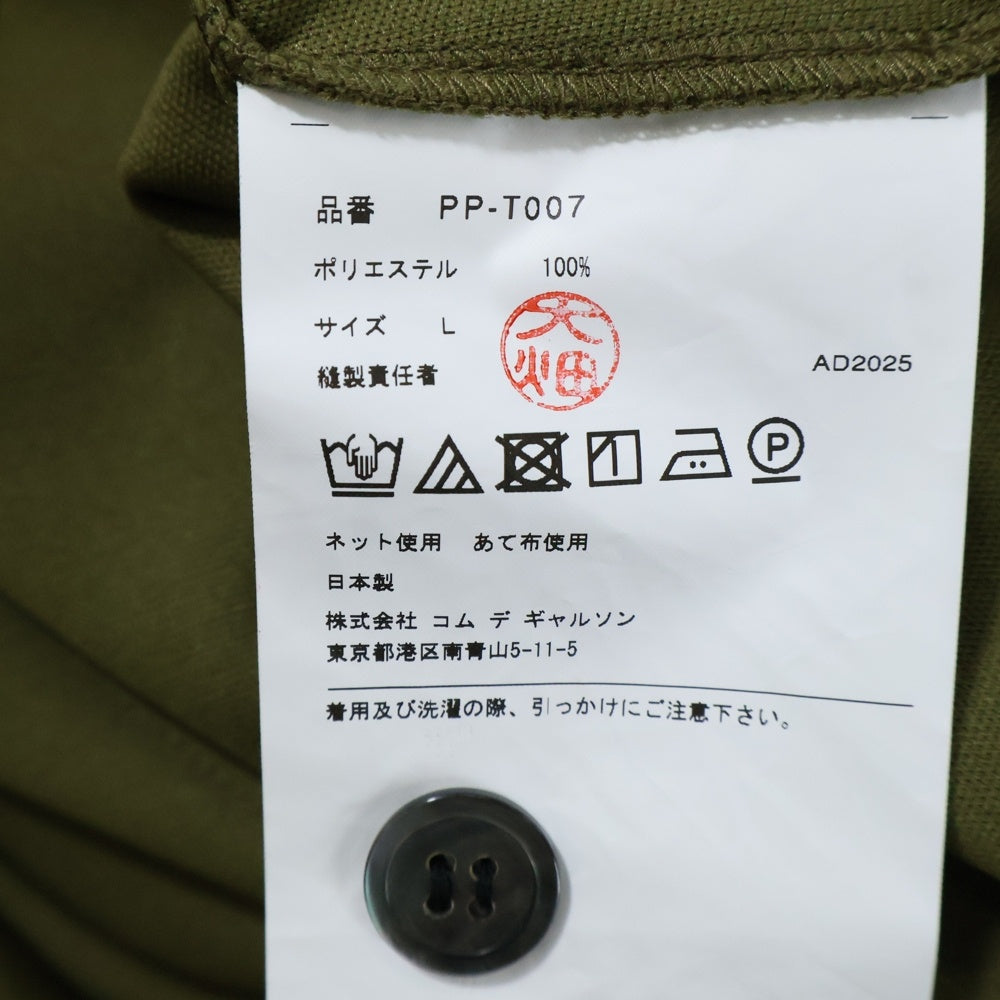 品番 PP-T007
ポリエステル 100%
サイズ L
大畑
縫製責任者
AD2025
P
ネット使用 あて布使用
日本製
株式会社 コム デ ギャルソン
東京都港区南青山5-11-5
着用及び洗濯の際、引っかけにご注意下さい。